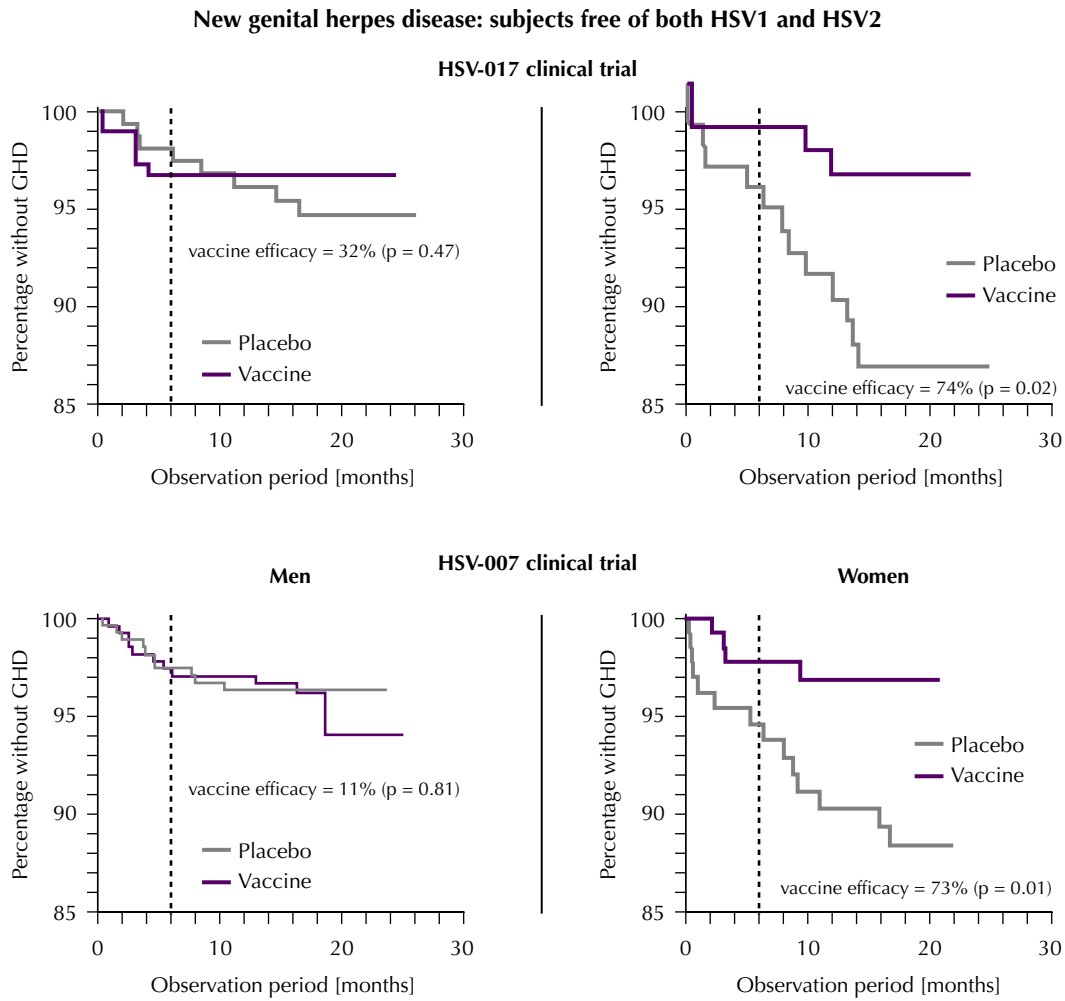 New genital herpes disease: subjects free of both HSV1 and HSV2
HSV-017 clinical trial
Percentage without GHD
100
95
90
85
vaccine efficacy = 32% (p = 0.47)
Placebo
Vaccine
0 10 20 30
Observation period [months]
Percentage without GHD
100
95
90
85
Placebo
Vaccine
vaccine efficacy = 74% (p = 0.02)
0 10 20 30
Observation period [months]
HSV-007 clinical trial
Men
Percentage without GHD
100
95
90
85
vaccine efficacy = 11% (p = 0.81)
Placebo
Vaccine
0 10 20 30
Observation period [months]
Women
Percentage without GHD
100
95
90
85
Placebo
Vaccine
vaccine efficacy = 73% (p = 0.01)
0 10 20 30
Observation period [months]